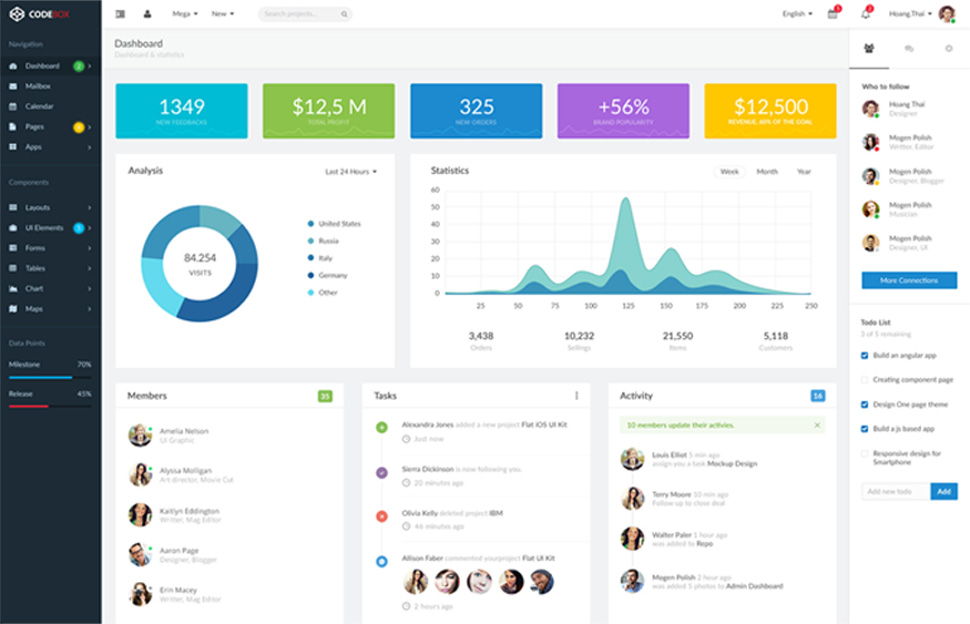 CODEBOX
Mega
New
Search projects...
English
5
7
Hoang.Thai
Navigation
Dashboard 2
Mailbox
Calendar
Pages
Apps
Components
Layouts
UI Elements
Forms
Tables
Chart
Maps
Data Points
Milestone 70%
Release 45%
Dashboard
Dashboard & statistics
1349
NEW FEEDBACKS
$12,5 M
TOTAL PROFIT
325
NEW ORDERS
+56%
BRAND POPULARITY
$12,500
REVENUE, 68% OF THE GOAL
Analysis
Last 24 Hours
84.254
VISITS
United States
Russia
Italy
Germany
Other
Statistics
Week Month Year
60
50
40
30
20
10
0
25 50 75 100 125 150 175 200 225 250
3,438
Orders
10,232
Sellings
21,550
Items
5,118
Customers
Members 35
Amelia Nelson
UI Graphic
Alyssa Molligan
Art director, Movie Cut
Kaitlyn Eddington
Writter, Mag Editor
Aaron Page
Designer, Blogger
Erin Macey
Writter, Mag Editor
Tasks
Alexandra Jones added a new project Flat iOS UI Kit
Just now
Sierra Dickinson is now following you.
20 minutes ago
Olivia Kelly deleted project IBM
46 minutes ago
Allison Faber commented yourproject Flat UI Kit
2 hours ago
Activity 16
10 members update their activies.
Louis Elliot 5 min ago
assign you a task Mockup Design
Terry Moore 10 min ago
Follow up to close deal
Walter Paler 1 hour ago
was added to Repo
Mogen Polish 2 hour ago
was added 5 photos to Admin Dashboard
Who to follow
Hoang Thai
Designer
Mogen Polish
Writter, Editor
Mogen Polish
Designer, Blogger
Mogen Polish
Musician
Mogen Polish
Designer, UI
More Connections
Todo List
3 of 5 remaining
Build an angular app
Creating component page
Design One page theme
Build a js based app
Responsive design for
Smartphone
Add new todo
Add